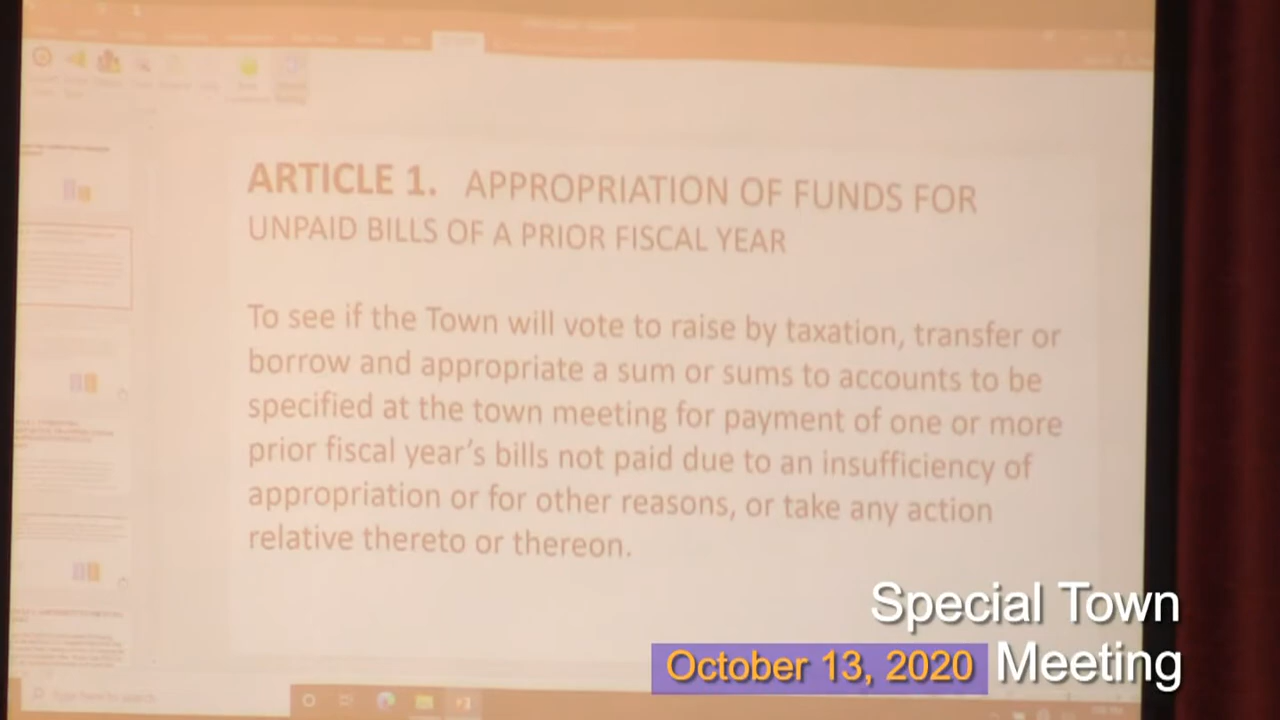 ARTICLE 1. APPROPRIATION OF FUNDS FOR
UNPAID BILLS OF A PRIOR FISCAL YEAR
To see if the Town will vote to raise by taxation, transfer or
borrow and appropriate a sum or sums to accounts to be
specified at the town meeting for payment of one or more
prior fiscal year's bills not paid due to an insufficiency of
appropriation or for other reasons, or take any action
relative thereto or thereon.
Special Town
October 13, 2020 Meeting
Type here to search